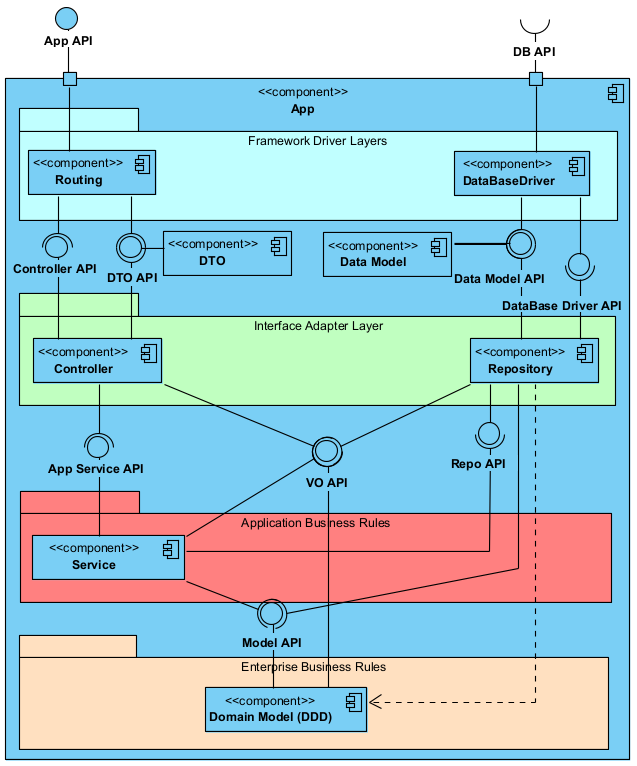 App API
DB API
<<component>>
App
Framework Driver Layers
<<component>>
Routing
<<component>>
DataBaseDriver
Controller API
DTO API
<<component>>
DTO
<<component>>
Data Model
Data Model API
DataBase Driver API
Interface Adapter Layer
<<component>>
Controller
<<component>>
Repository
App Service API
VO API
Repo API
Application Business Rules
<<component>>
Service
Model API
Enterprise Business Rules
<<component>>
Domain Model (DDD)